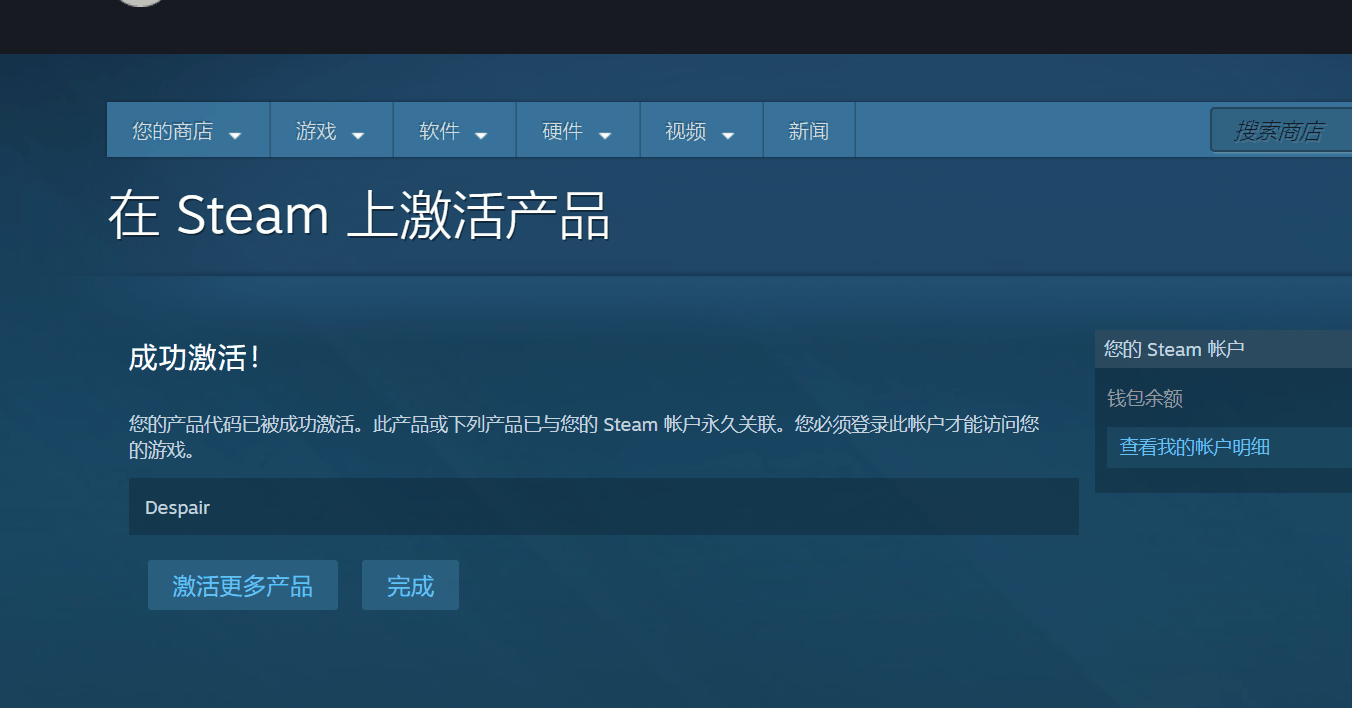 您的商店 游戏 软件 硬件 视频 新闻 搜索商店
在 Steam 上激活产品
成功激活！
您的产品代码已被成功激活。此产品或下列产品已与您的 Steam 帐户永久关联。您必须登录此帐户才能访问您
的游戏。
Despair
激活更多产品 完成
您的 Steam 帐户
钱包余额
查看我的帐户明细